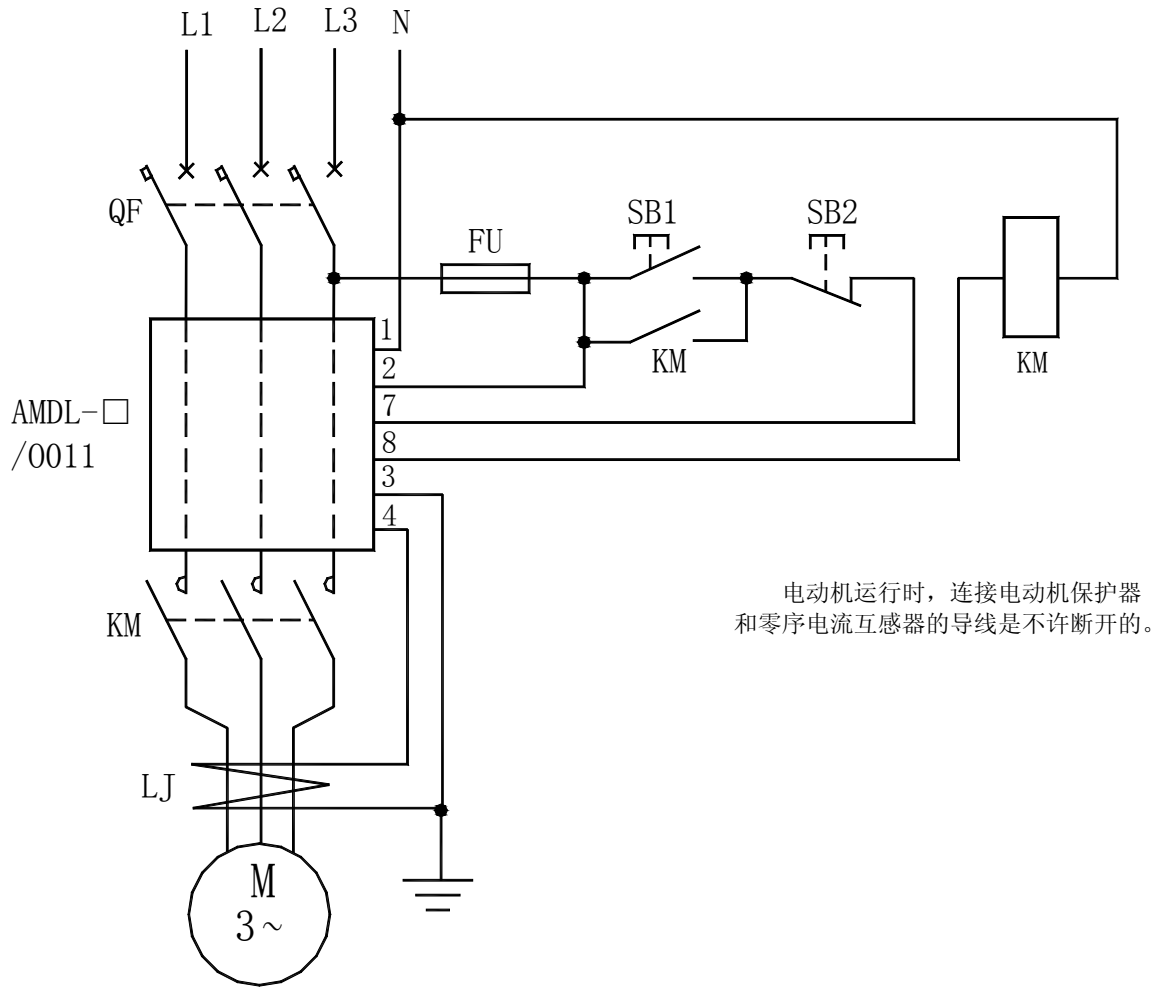 L1 L2 L3 N
QF
FU
SB1
SB2
KM
KM
1
2
7
8
3
4
AMDL-□
/0011
KM
电动机运行时，连接电动机保护器
和零序电流互感器的导线是不许断开的。
LJ
M
3~